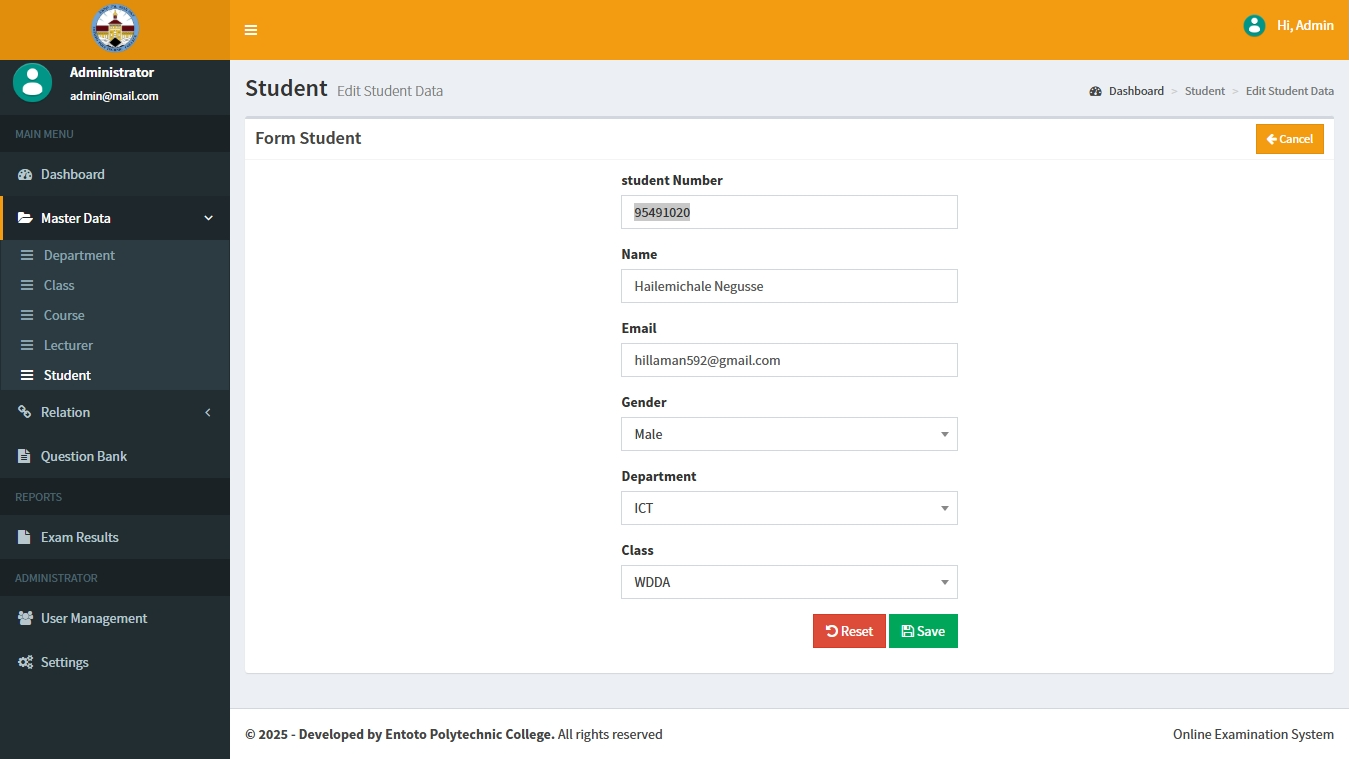 Hi, Admin
Administrator
admin@mail.com
MAIN MENU
Dashboard
Master Data
Department
Class
Course
Lecturer
Student
Relation
Question Bank
REPORTS
Exam Results
ADMINISTRATOR
User Management
Settings
Student Edit Student Data
Dashboard > Student > Edit Student Data
Form Student
Cancel
student Number
95491020
Name
Hailemichale Negusse
Email
hillaman592@gmail.com
Gender
Male
Department
ICT
Class
WDDA
Reset
Save
© 2025 - Developed by Entoto Polytechnic College. All rights reserved
Online Examination System